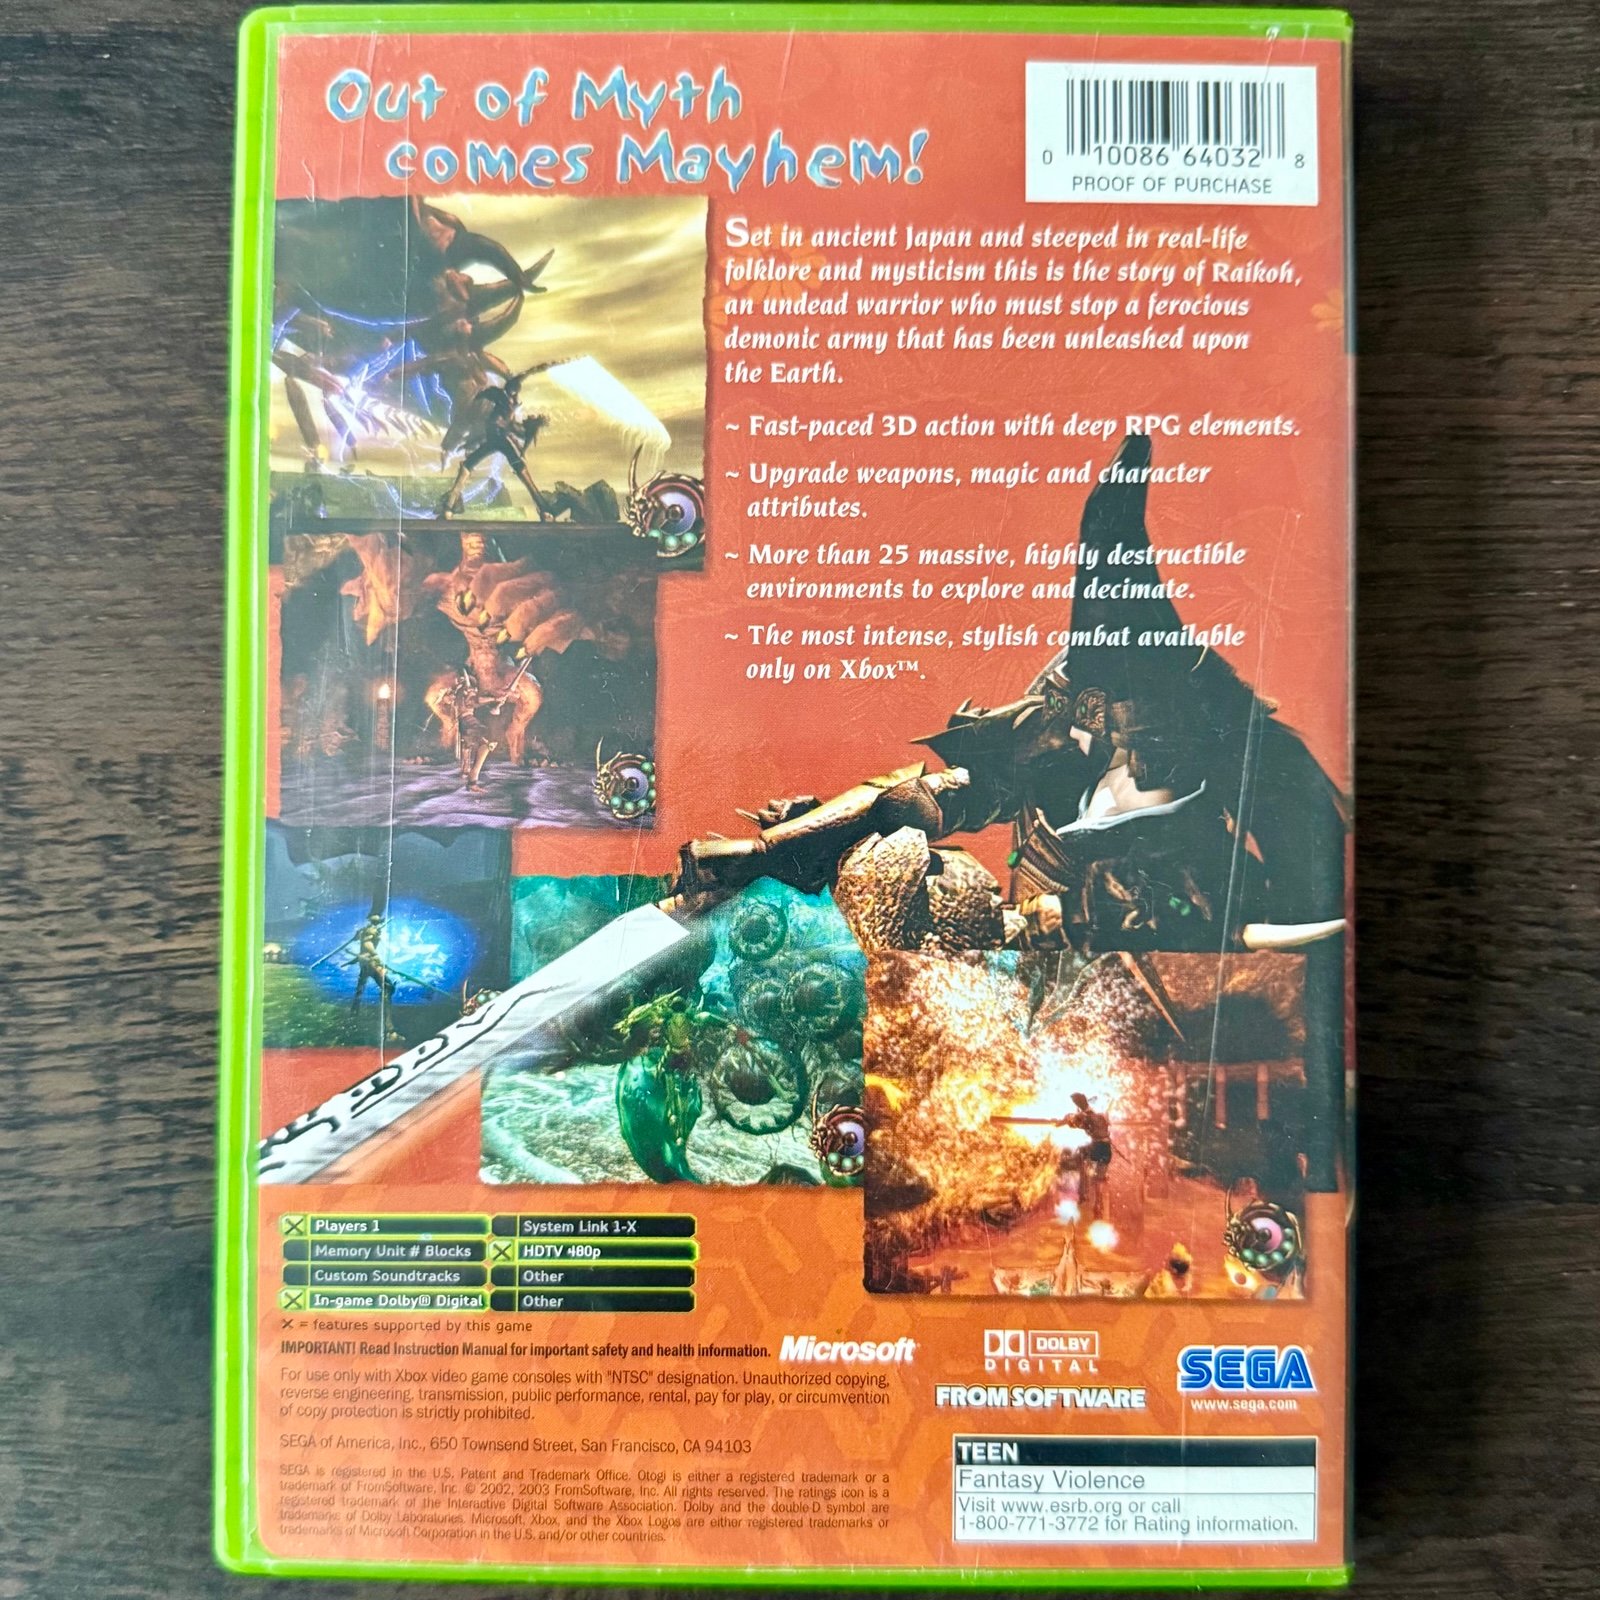 Out of Myth
comes Mayhem!
0 10086 64032 8
PROOF OF PURCHASE
Set in ancient Japan and steeped in real-life
folklore and mysticism this is the story of Raikoh,
an undead warrior who must stop a ferocious
demonic army that has been unleashed upon
the Earth.
~ Fast-paced 3D action with deep RPG elements.
~ Upgrade weapons, magic and character
attributes.
~ More than 25 massive, highly destructible
environments to explore and decimate.
~ The most intense, stylish combat available
only on Xbox™.
X Players 1
System Link 1-X
Memory Unit # Blocks
X HDTV 480p
Custom Soundtracks
Other
X In-game Dolby® Digital
Other
X = features supported by this game
IMPORTANT! Read Instruction Manual for important safety and health information.
Microsoft
For use only with Xbox video game consoles with "NTSC" designation. Unauthorized copying,
reverse engineering, transmission, public performance, rental, pay for play, or circumvention
of copy protection is strictly prohibited.
SEGA of America, Inc., 650 Townsend Street, San Francisco, CA 94103
SEGA is registered in the U.S. Patent and Trademark Office. Otogi is either a registered trademark or a
trademark of FromSoftware, Inc. © 2002, 2003 FromSoftware, Inc. All rights reserved. The ratings icon is a
registered trademark of the Interactive Digital Software Association. Dolby and the double-D symbol are
trademarks of Dolby Laboratories. Microsoft, Xbox, and the Xbox Logos are either registered trademarks or
trademarks of Microsoft Corporation in the U.S. and/or other countries.
DOLBY
DIGITAL
FROMSOFTWARE
SEGA®
www.sega.com
TEEN
Fantasy Violence
Visit www.esrb.org or call
1-800-771-3772 for Rating information.